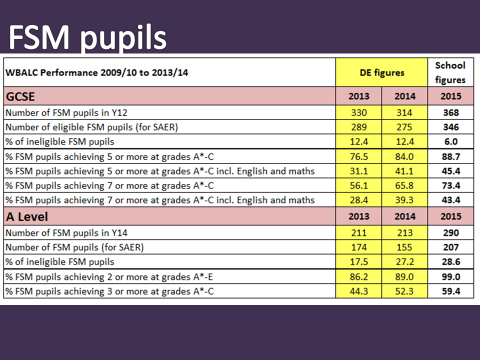 FSM pupils
WBALC Performance 2009/10 to 2013/14 DE figures School figures
GCSE 2013 2014 2015
Number of FSM pupils in Y12 330 314 368
Number of eligible FSM pupils (for SAER) 289 275 346
% of ineligible FSM pupils 12.4 12.4 6.0
% FSM pupils achieving 5 or more at grades A*-C 76.5 84.0 88.7
% FSM pupils achieving 5 or more at grades A*-C incl. English and maths 31.1 41.1 45.4
% FSM pupils achieving 7 or more at grades A*-C 56.1 65.8 73.4
% FSM pupils achieving 7 or more at grades A*-C incl. English and maths 28.4 39.3 43.4
A Level 2013 2014 2015
Number of FSM pupils in Y14 211 213 290
Number of FSM pupils (for SAER) 174 155 207
% of ineligible FSM pupils 17.5 27.2 28.6
% FSM pupils achieving 2 or more at grades A*-E 86.2 89.0 99.0
% FSM pupils achieving 3 or more at grades A*-C 44.3 52.3 59.4